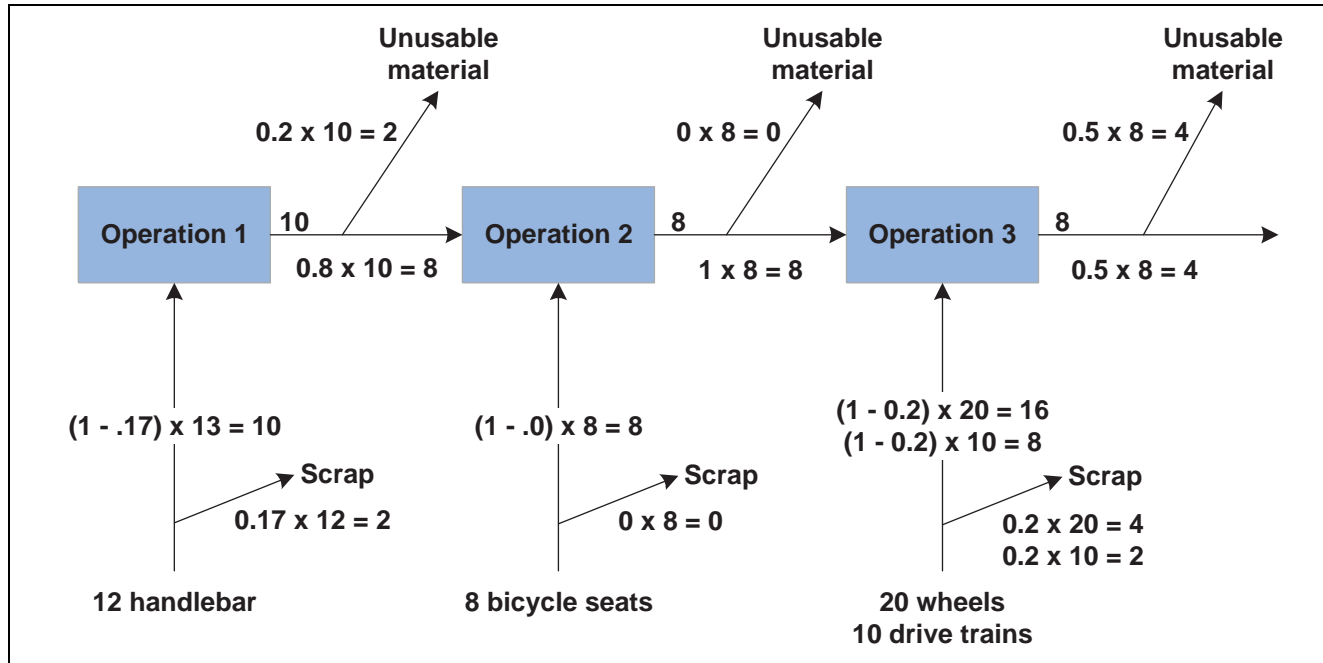 Unusable
material
Unusable
material
Unusable
material
0.2 x 10 = 2
0 x 8 = 0
0.5 x 8 = 4
Operation 1
10
0.8 x 10 = 8
Operation 2
8
1 x 8 = 8
Operation 3
8
0.5 x 8 = 4
(1 - .17) x 13 = 10
(1 - .0) x 8 = 8
(1 - 0.2) x 20 = 16
(1 - 0.2) x 10 = 8
Scrap
0.17 x 12 = 2
Scrap
0 x 8 = 0
Scrap
0.2 x 20 = 4
0.2 x 10 = 2
12 handlebar
8 bicycle seats
20 wheels
10 drive trains